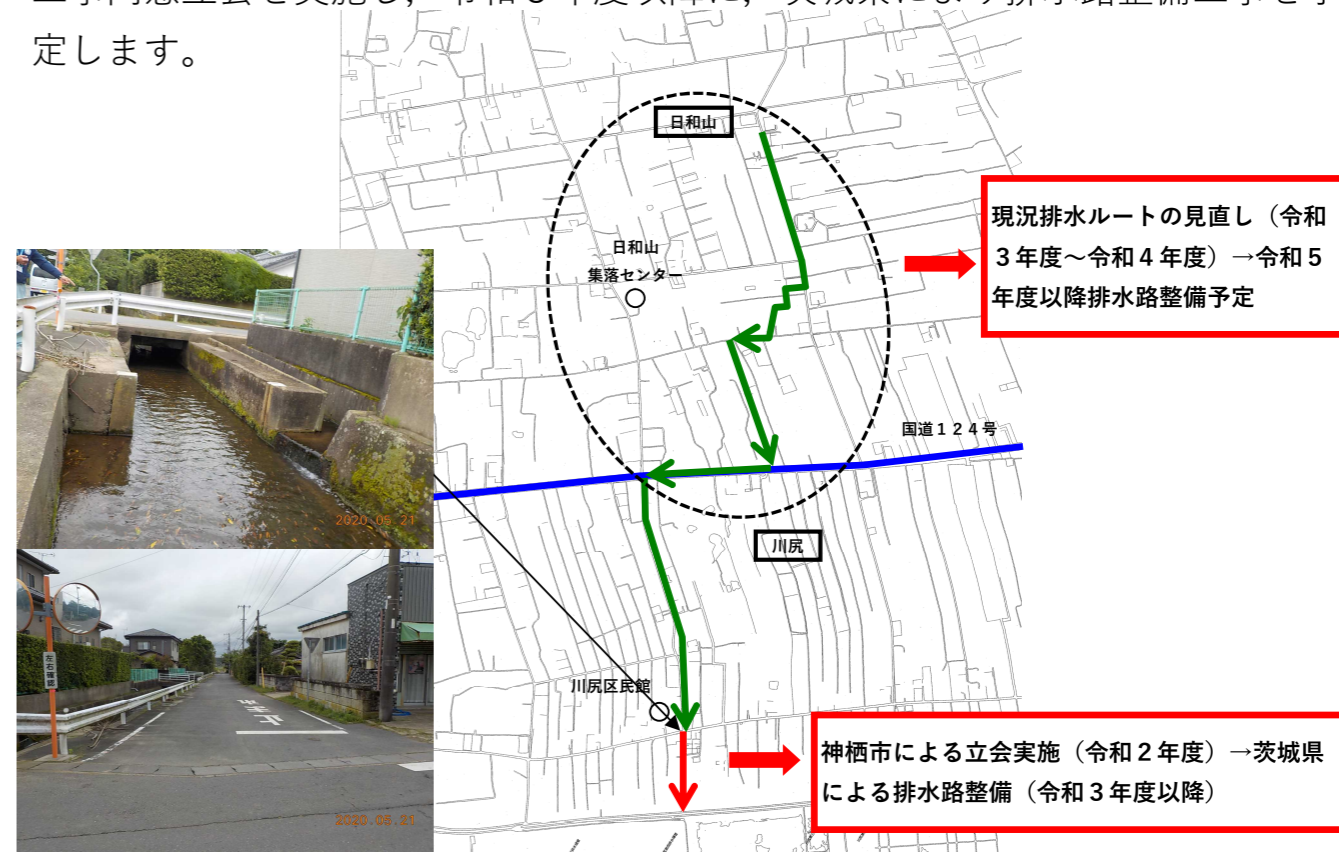 定します。
日和山
日和山
集落センター
現況排水ルートの見直し（令和
３年度～令和４年度）→令和５
年度以降排水路整備予定
国道１２４号
川尻
2020.09.21
川尻区民館
左右確認
止まれ
神栖市による立会実施（令和２年度）→茨城県
による排水路整備（令和３年度以降）
2020.09.21